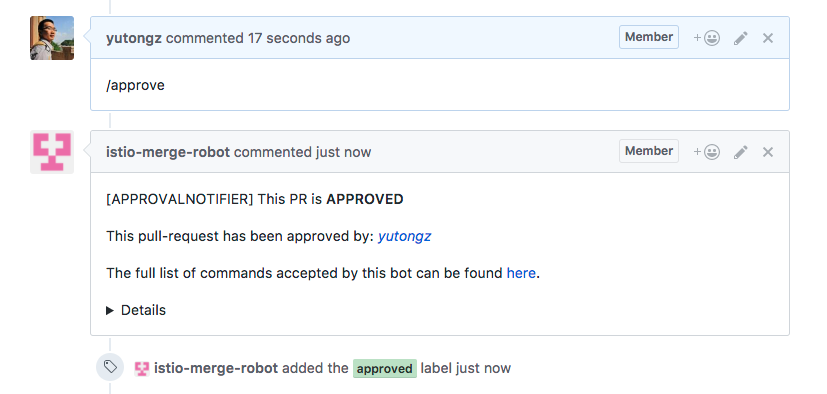 yutongz commented 17 seconds ago Member
/approve
istio-merge-robot commented just now Member
[APPROVALNOTIFIER] This PR is APPROVED
This pull-request has been approved by: yutongz
The full list of commands accepted by this bot can be found here.
Details
istio-merge-robot added the approved label just now